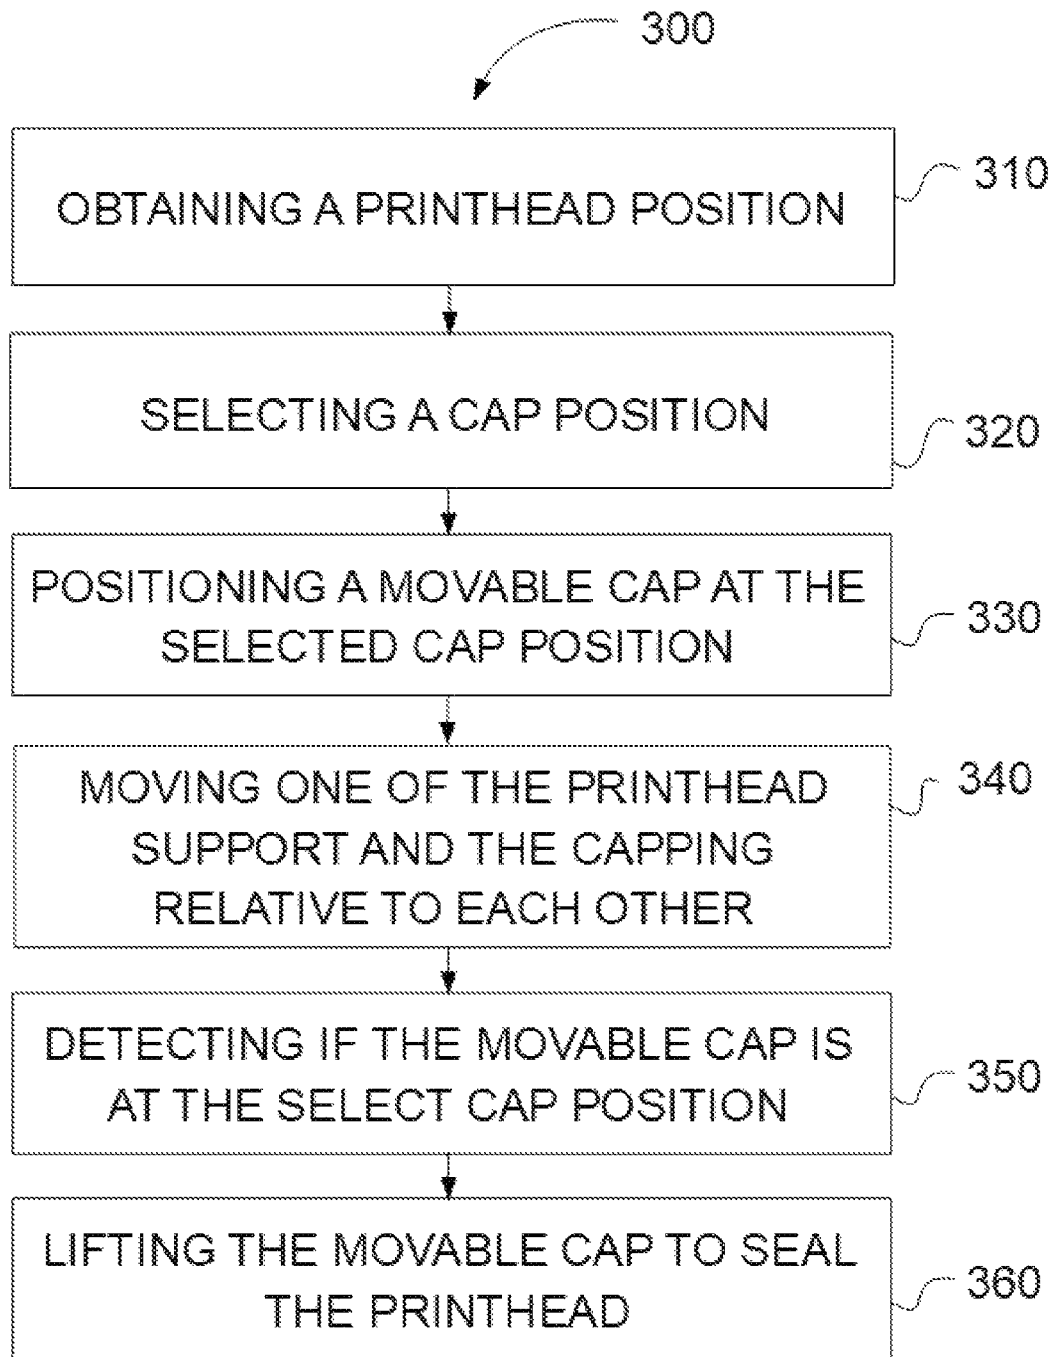 300
OBTAINING A PRINTHEAD POSITION
310
SELECTING A CAP POSITION
320
POSITIONING A MOVABLE CAP AT THE
SELECTED CAP POSITION
330
MOVING ONE OF THE PRINTHEAD
SUPPORT AND THE CAPPING
RELATIVE TO EACH OTHER
340
DETECTING IF THE MOVABLE CAP IS
AT THE SELECT CAP POSITION
350
LIFTING THE MOVABLE CAP TO SEAL
THE PRINTHEAD
360